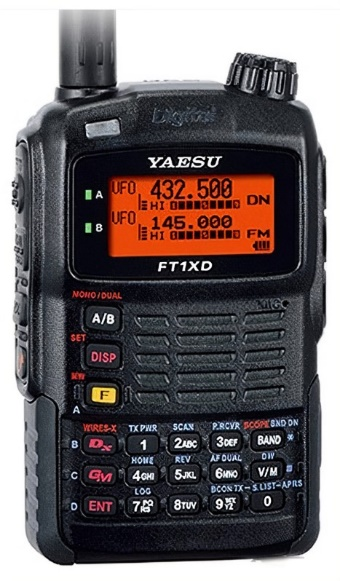 Digital
YAESU
A VFO 432.500 DN
HI
B VFO 145.000
HI FM
FT1XD
MONO/DUAL
A/B
MIC
SET
DISP
MW
F
A
WIRES-X TX PWR SCAN P.RCVR SCOPE BND DN
B DX 1 2ABC 3DEF BAND
HOME REV AF DUAL DW
C GM 4GHI 5JKL 6MNO V/M
LOG BCON TX S.LIST-APRS
D ENT 7PQRS 8TUV 9WXYZ 0